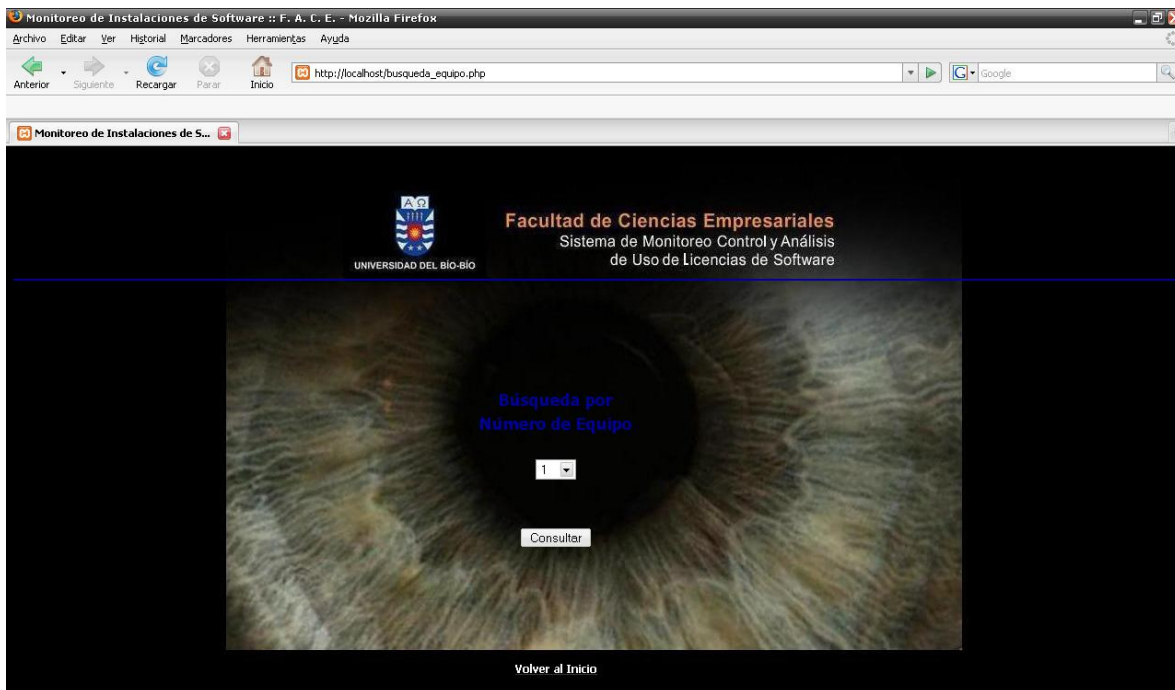 Monitoreo de Instalaciones de Software :: F. A. C. E. - Mozilla Firefox
Archivo Editar Ver Historial Marcadores Herramientas Ayuda
Anterior Siguiente Recargar Parar Inicio
http://localhost/busqueda_equipo.php
G Google
Monitoreo de Instalaciones de S...
ΑΩ
UNIVERSIDAD DEL BÍO-BÍO
Facultad de Ciencias Empresariales
Sistema de Monitoreo Control y Análisis
de Uso de Licencias de Software
Búsqueda por
Número de Equipo
1
Consultar
Volver al Inicio